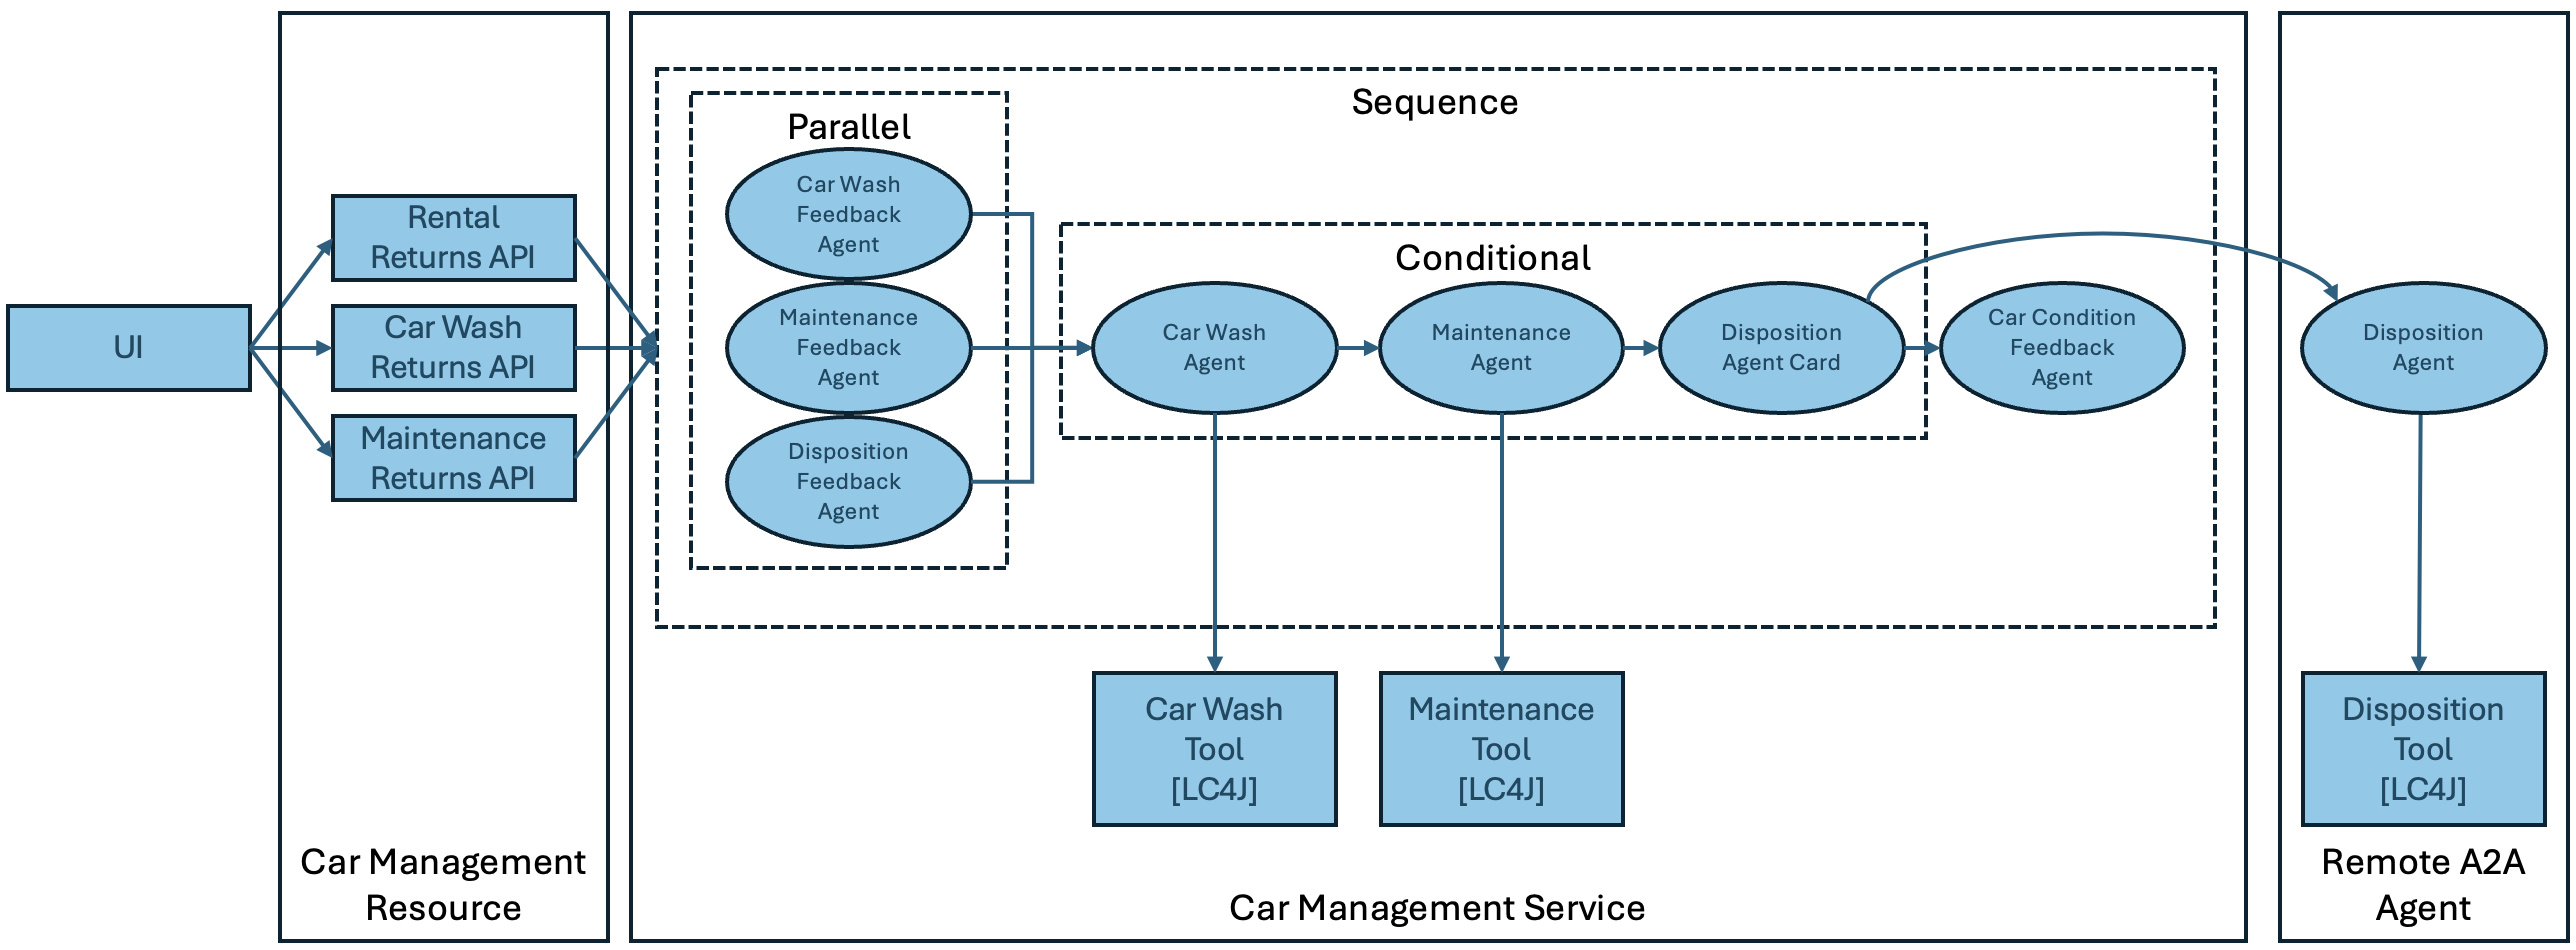 UI
Rental
Returns API
Car Wash
Returns API
Maintenance
Returns API
Car Management
Resource
Sequence
Parallel
Car Wash
Feedback
Agent
Maintenance
Feedback
Agent
Disposition
Feedback
Agent
Conditional
Car Wash
Agent
Maintenance
Agent
Disposition
Agent Card
Car Condition
Feedback
Agent
Car Wash
Tool
[LC4J]
Maintenance
Tool
[LC4J]
Car Management Service
Disposition
Agent
Disposition
Tool
[LC4J]
Remote A2A
Agent